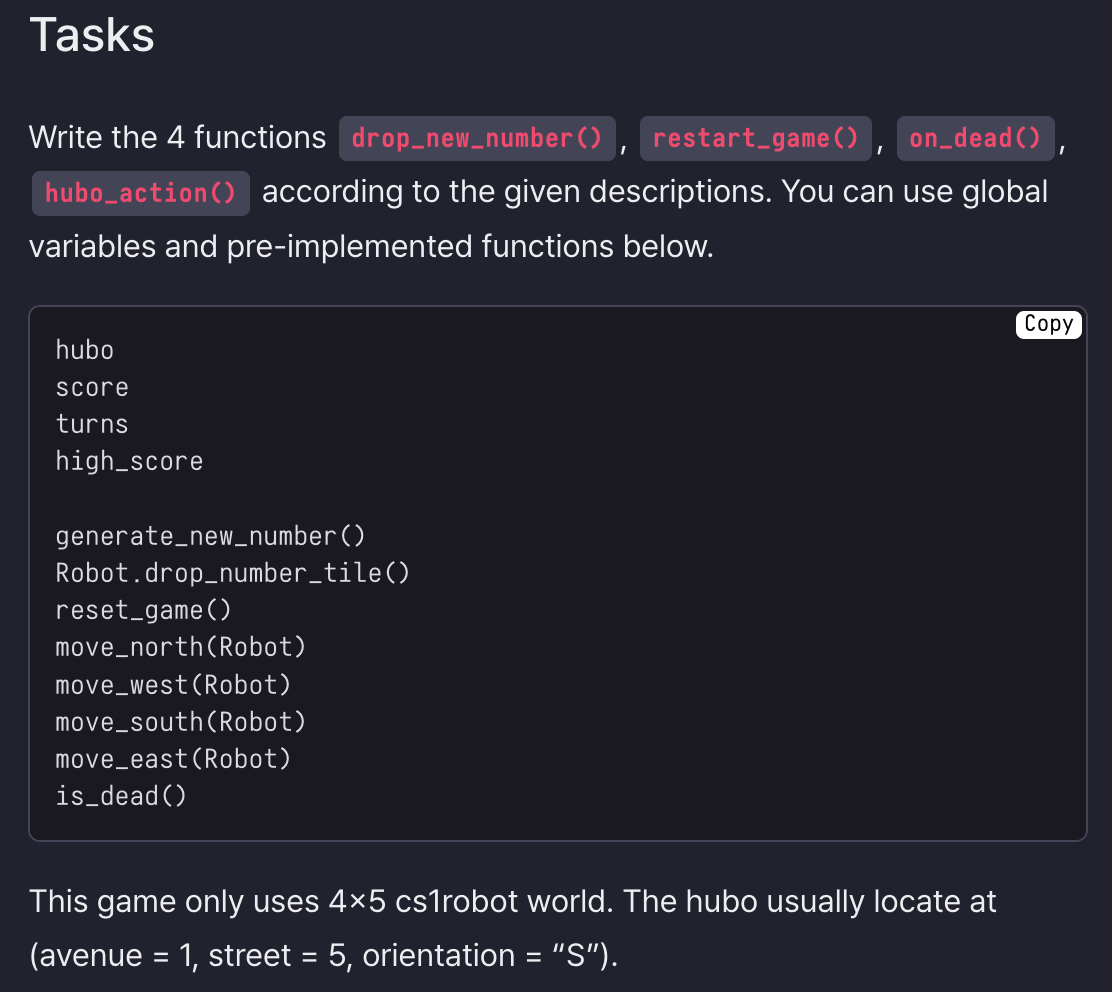 Tasks
Write the 4 functions drop_new_number(), restart_game(), on_dead(),
hubo_action() according to the given descriptions. You can use global
variables and pre-implemented functions below.
Copy
hubo
score
turns
high_score
generate_new_number()
Robot.drop_number_tile()
reset_game()
move_north(Robot)
move_west(Robot)
move_south(Robot)
move_east(Robot)
is_dead()
This game only uses 4×5 cs1robot world. The hubo usually locate at
(avenue = 1, street = 5, orientation = “S”).